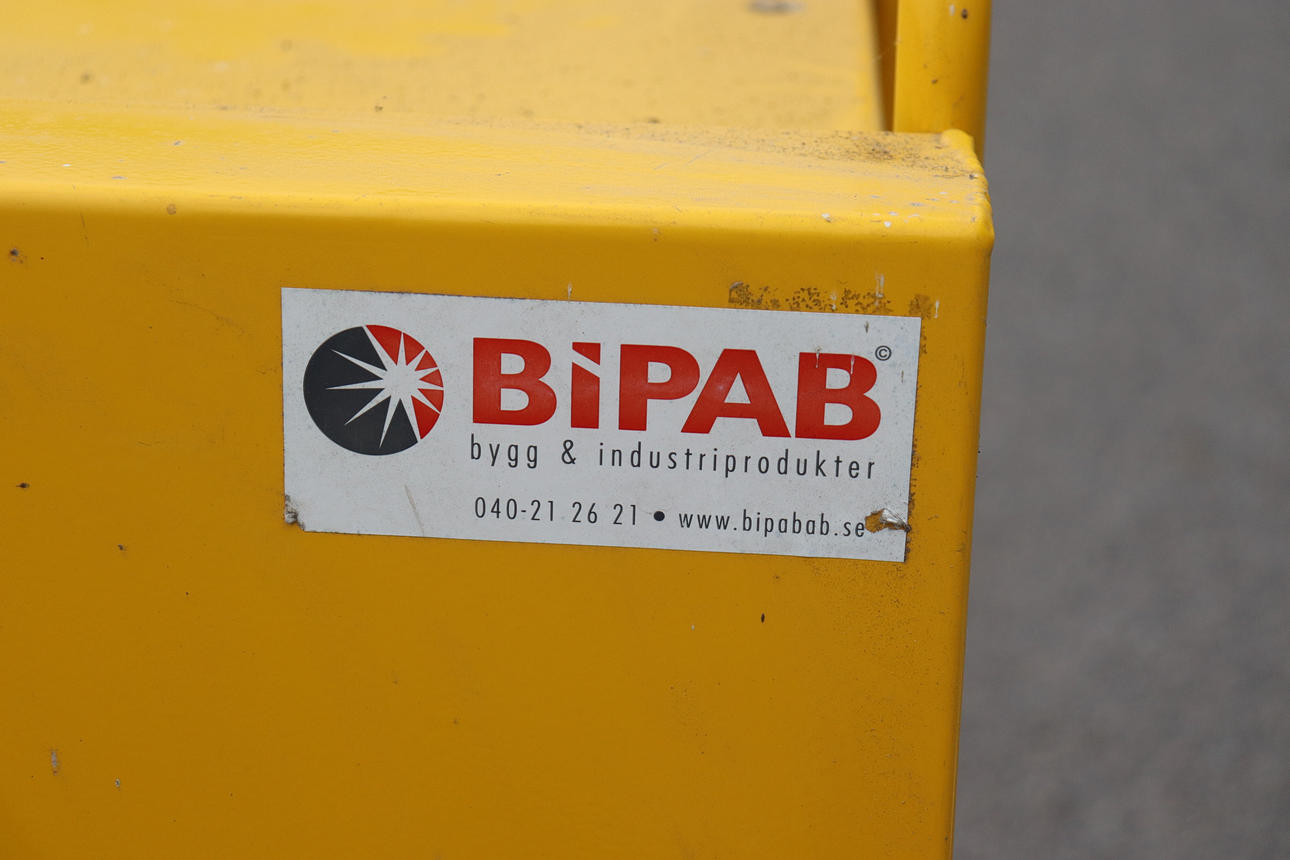 BiPAB©
bygg & industriprodukter
040-21 26 21 • www.bipabab.se